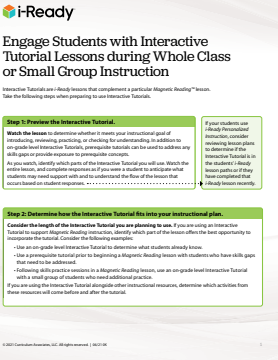 i-Ready
Engage Students with Interactive
Tutorial Lessons during Whole Class
or Small Group Instruction
Interactive Tutorials are i-Ready lessons that complement a particular Magnetic Reading™ lesson.
Take the following steps when preparing to use Interactive Tutorials.
Step 1: Preview the Interactive Tutorial.
Watch the lesson to determine whether it meets your instructional goal of
introducing, reviewing, practicing, or checking for understanding. In addition to
on-grade-level Interactive Tutorials, prerequisite tutorials can be used to address any
skill gaps or provide exposure to prerequisite concepts.
As you watch, identify which parts of the Interactive Tutorial you will use. Watch the
entire lesson, and complete responses as if you were a student to anticipate what
students may need support with and to understand the flow of the lesson that
occurs based on student responses.
If your students use
i-Ready Personalized
Instruction, consider
reviewing lesson plans
to determine if the
Interactive Tutorial is in
the students' i-Ready
lesson paths or if they
have completed that
i-Ready lesson recently.
Step 2: Determine how the Interactive Tutorial fits into your instructional plan.
Consider the length of the Interactive Tutorial you are planning to use. If you are using an Interactive
Tutorial to support Magnetic Reading instruction, identify which part of the lesson offers the best opportunity to
incorporate the tutorial. Consider the following examples:
• Use an on-grade level Interactive Tutorial to determine what students already know.
• Use a prerequisite tutorial prior to beginning a Magnetic Reading lesson with students who have skills gaps
that need to be addressed.
• Following skills practice sessions in a Magnetic Reading lesson, use an on-grade level Interactive Tutorial
with a small group of students who need additional practice.
If you are using the Interactive Tutorial alongside other instructional resources, determine which activities from
these resources will come before and after the tutorial.
© 2021 Curriculum Associates, LLC. All rights reserved. | 06/21 0K